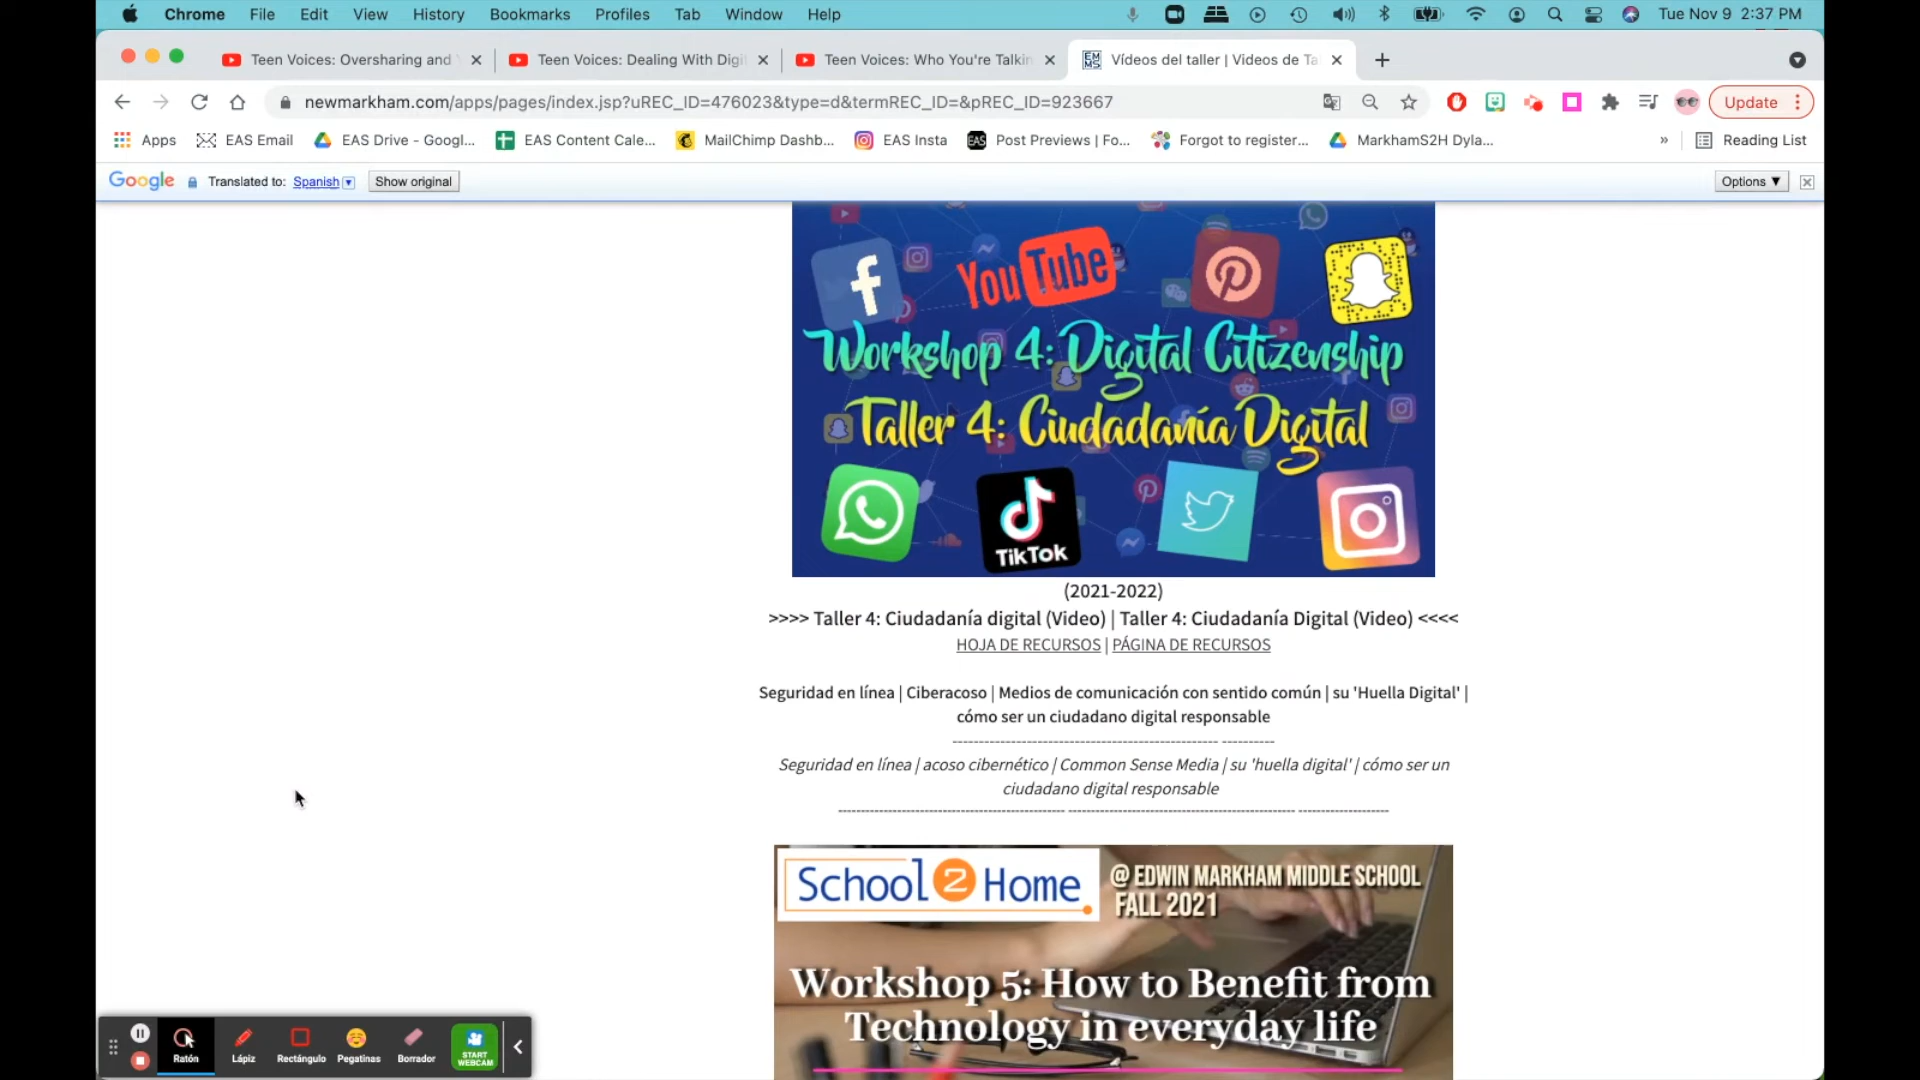 Chrome File Edit View History Bookmarks Profiles Tab Window Help Tue Nov 9 2:37 PM
Teen Voices: Oversharing and Teen Voices: Dealing With Digi Teen Voices: Who You're Talkin Vídeos del taller | Videos de Ta
newmarkham.com/apps/pages/index.jsp?uREC_ID=476023&type=d&termREC_ID=&pREC_ID=923667 Update
Apps EAS Email EAS Drive - Googl... EAS Content Cale... MailChimp Dashb... EAS Insta Post Previews | Fo... Forgot to register... MarkhamS2H Dyla... » Reading List
Google Translated to: Spanish Show original Options ▼
YouTube
Workshop 4: Digital Citizenship
Taller 4: Ciudadanía Digital
TikTok
(2021-2022)
>>>> Taller 4: Ciudadanía digital (Video) | Taller 4: Ciudadanía Digital (Video) <<<<
HOJA DE RECURSOS | PÁGINA DE RECURSOS
Seguridad en línea | Ciberacoso | Medios de comunicación con sentido común | su 'Huella Digital' |
cómo ser un ciudadano digital responsable
Seguridad en línea | acoso cibernético | Common Sense Media | su 'huella digital' | cómo ser un
ciudadano digital responsable
School 2 Home
@ EDWIN MARKHAM MIDDLE SCHOOL
FALL 2021
Workshop 5: How to Benefit from
Technology in everyday life
Ratón Lápiz Rectángulo Pegatinas Borrador START WEBCAM